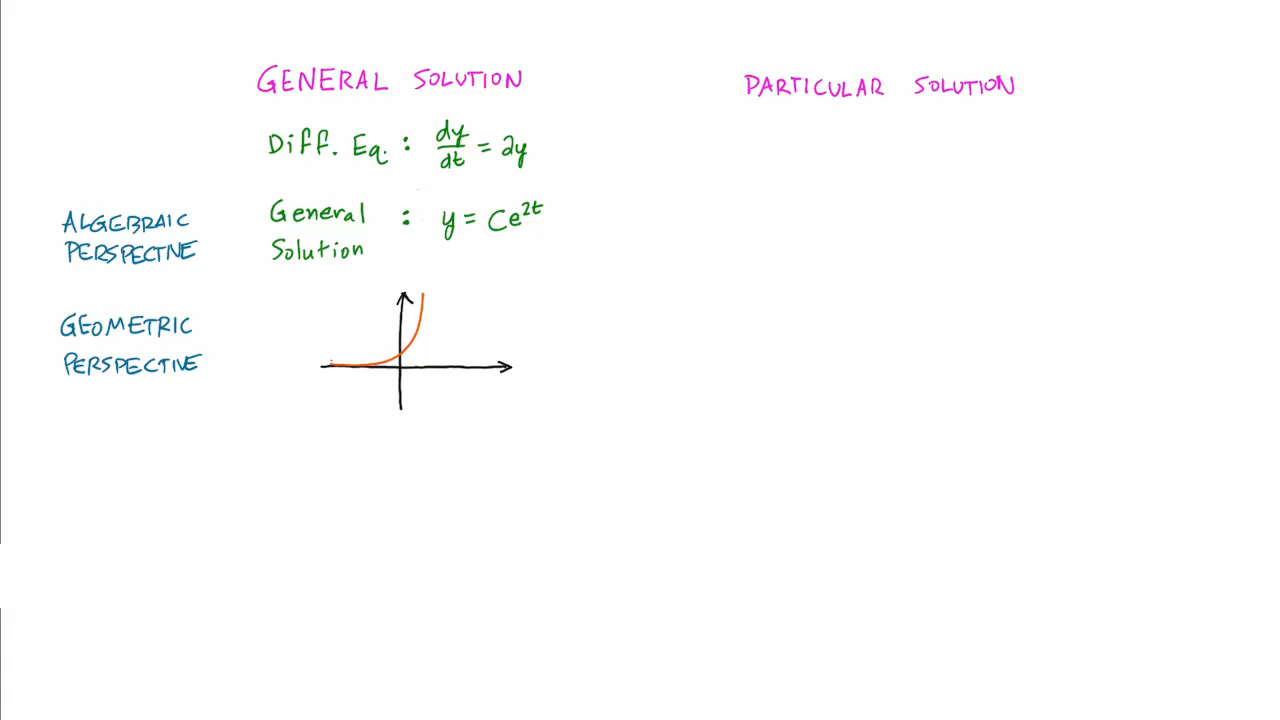 GENERAL SOLUTION
PARTICULAR SOLUTION
Diff. Eq. : dy/dt = 2y
ALGEBRAIC
PERSPECTIVE
General : y = Ce^2t
Solution
GEOMETRIC
PERSPECTIVE